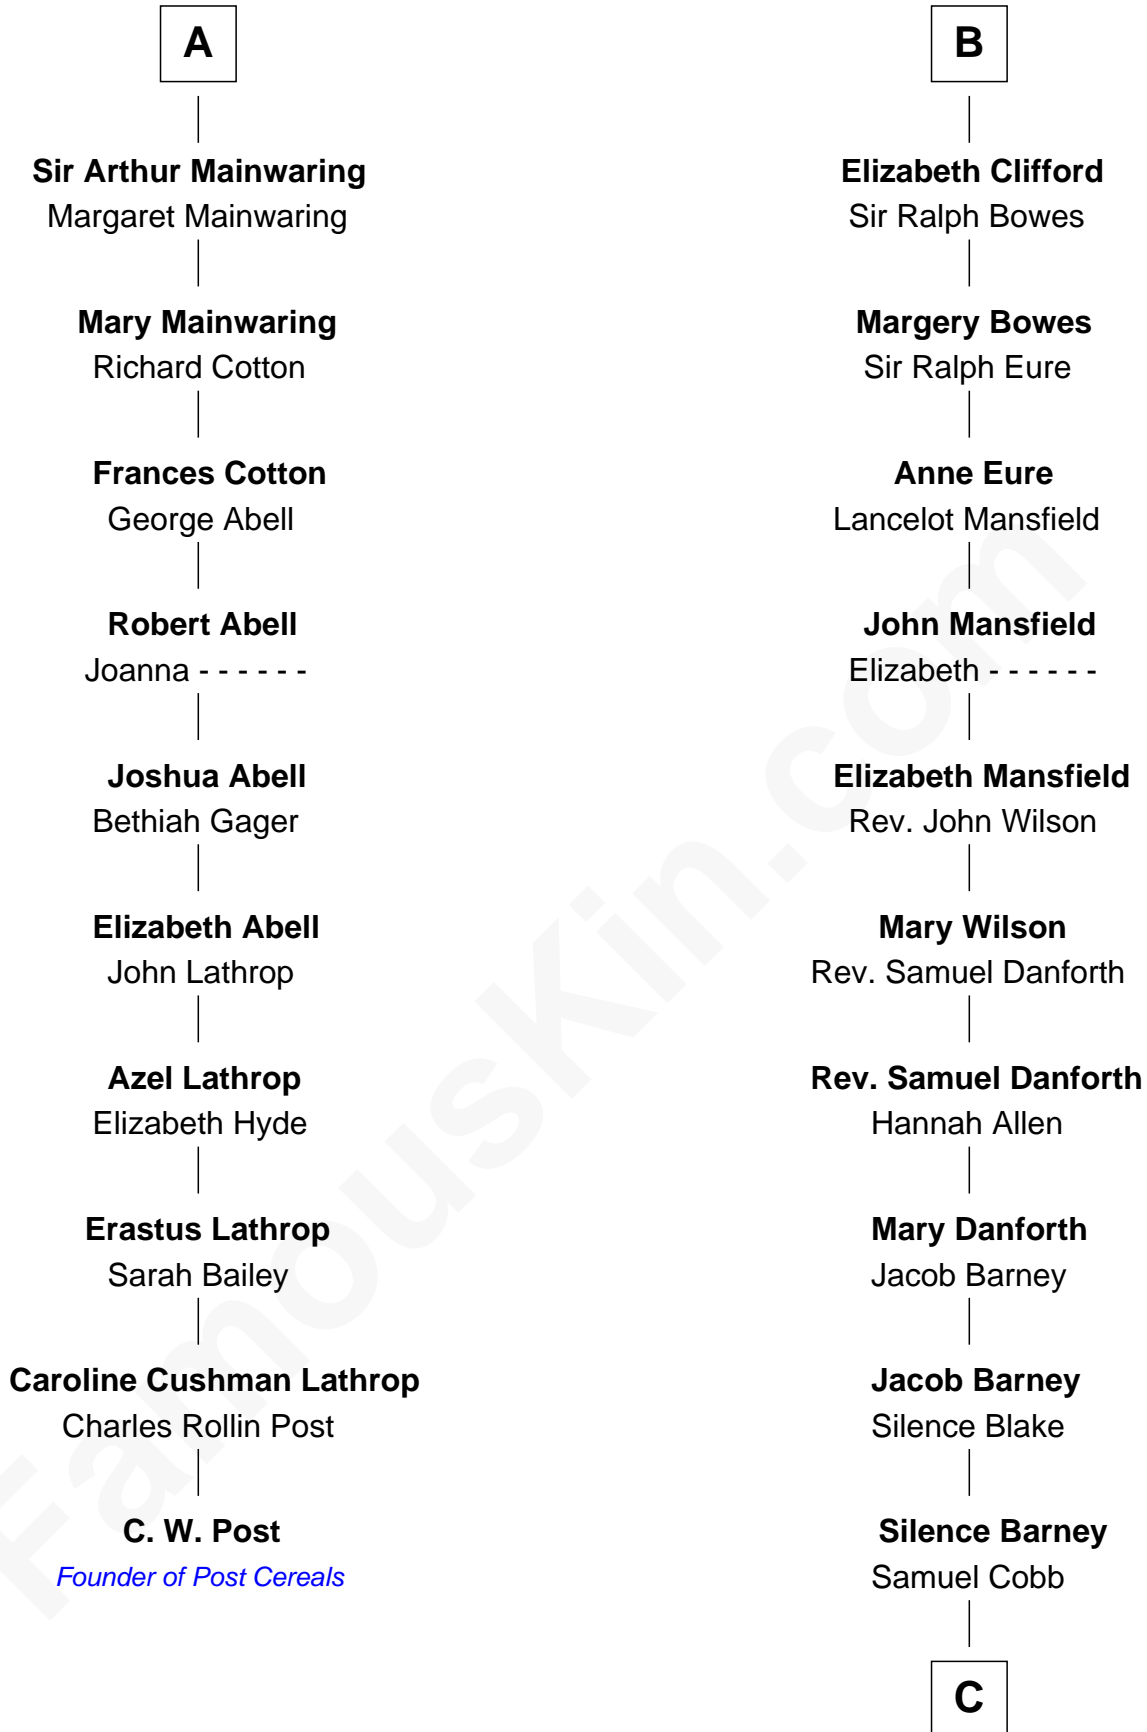 A
Sir Arthur Mainwaring
Margaret Mainwaring
Mary Mainwaring
Richard Cotton
Frances Cotton
George Abell
Robert Abell
Joanna - - - - - -
Joshua Abell
Bethiah Gager
Elizabeth Abell
John Lathrop
Azel Lathrop
Elizabeth Hyde
Erastus Lathrop
Sarah Bailey
Caroline Cushman Lathrop
Charles Rollin Post
C. W. Post
Founder of Post Cereals
B
Elizabeth Clifford
Sir Ralph Bowes
Margery Bowes
Sir Ralph Eure
Anne Eure
Lancelot Mansfield
John Mansfield
Elizabeth - - - - - -
Elizabeth Mansfield
Rev. John Wilson
Mary Wilson
Rev. Samuel Danforth
Rev. Samuel Danforth
Hannah Allen
Mary Danforth
Jacob Barney
Jacob Barney
Silence Blake
Silence Barney
Samuel Cobb
C
FamousKin.com